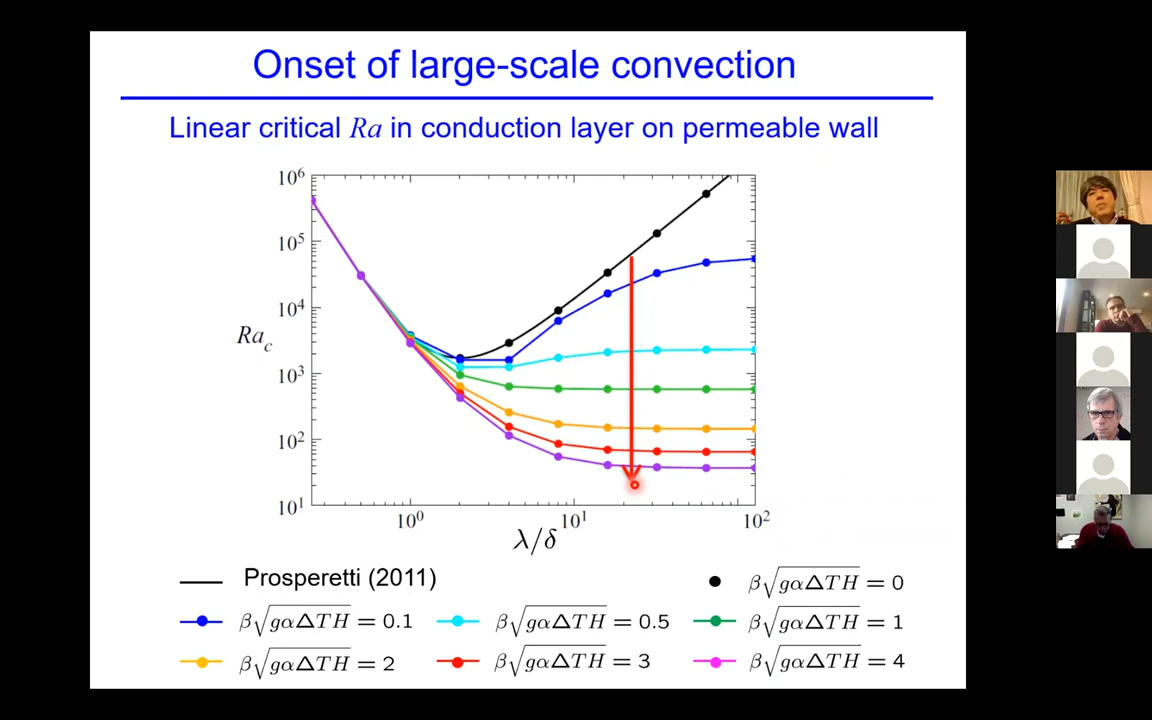 Onset of large-scale convection
Linear critical Ra in conduction layer on permeable wall
10⁶
10⁵
10⁴
Ra_c
10³
10²
10¹
10⁰ 10¹ 10²
λ/δ
Prosperetti (2011) β√gαΔTH = 0
β√gαΔTH = 0.1 β√gαΔTH = 0.5 β√gαΔTH = 1
β√gαΔTH = 2 β√gαΔTH = 3 β√gαΔTH = 4